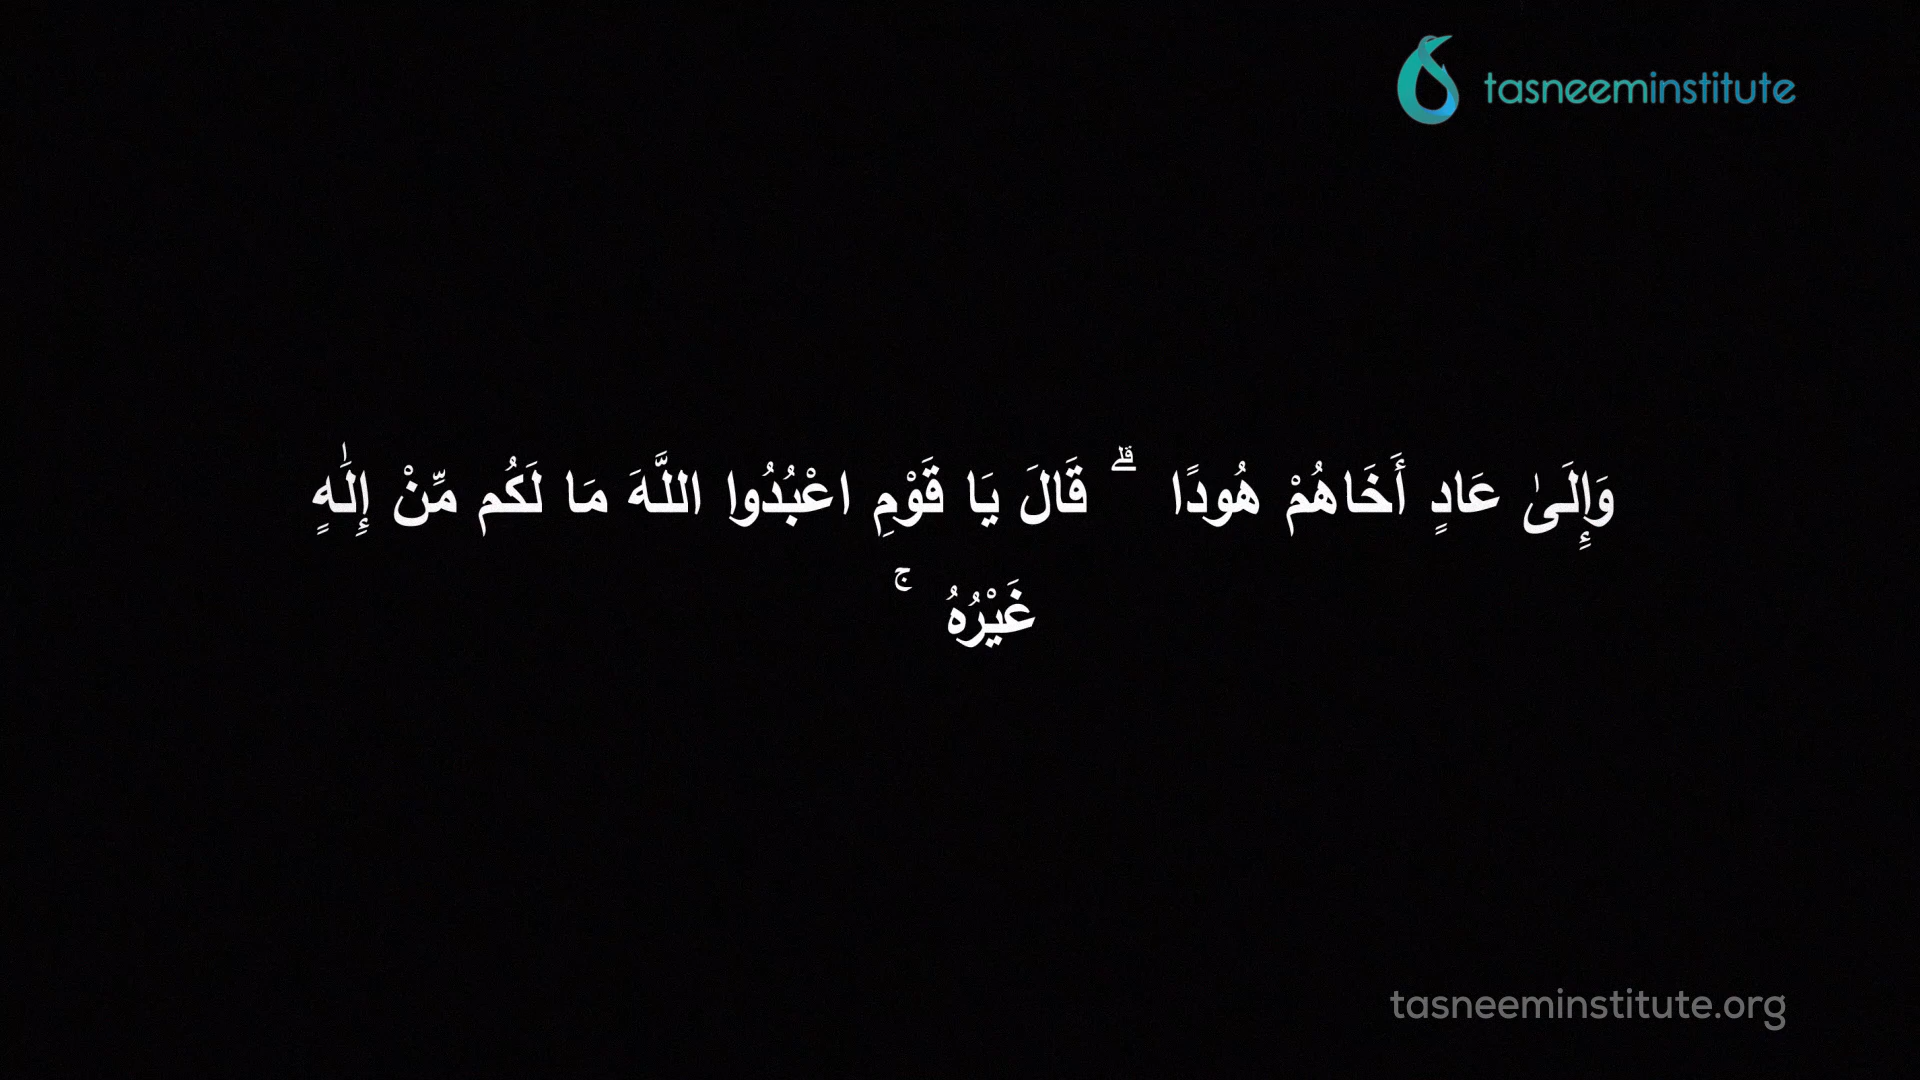 tasneeminstitute
وَإِلَىٰ عَادٍ أَخَاهُمْ هُودًا ۗ قَالَ يَا قَوْمِ اعْبُدُوا اللَّهَ مَا لَكُم مِّنْ إِلَٰهٍ
غَيْرُهُ ۚ
tasneeminstitute.org